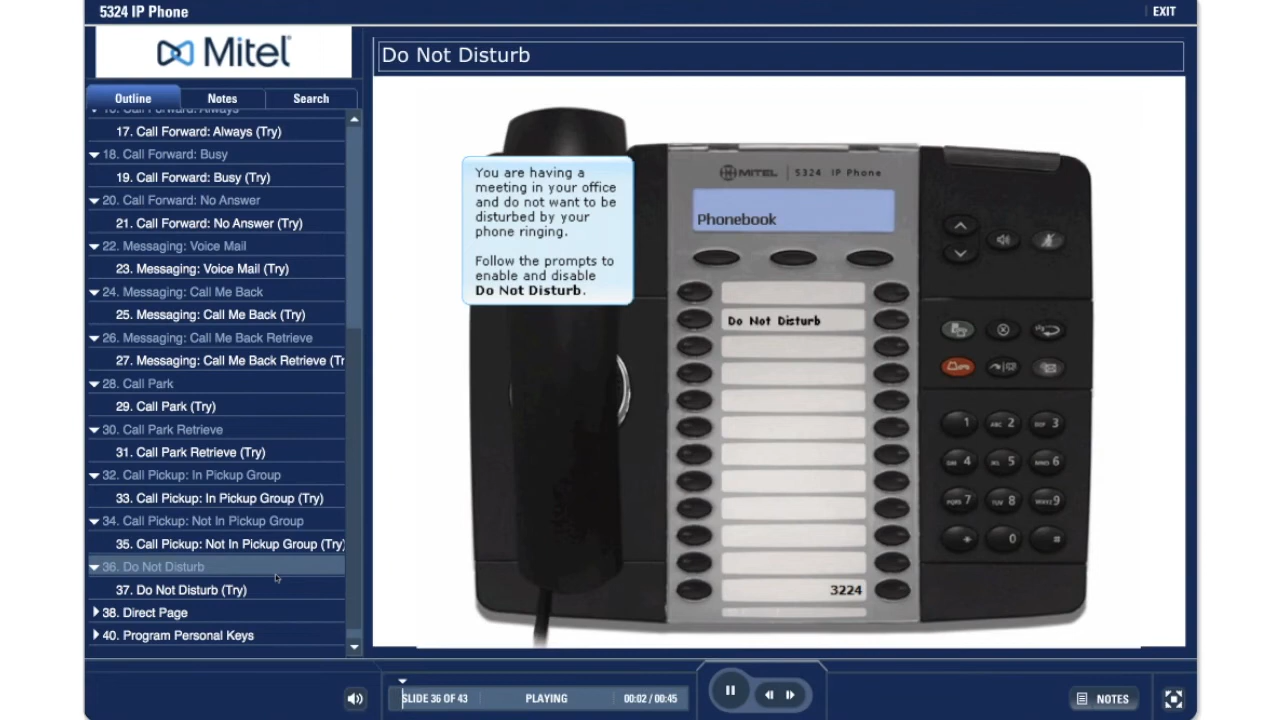 5324 IP Phone
EXIT
Mitel
Do Not Disturb
Outline
Notes
Search
17. Call Forward: Always (Try)
18. Call Forward: Busy
19. Call Forward: Busy (Try)
20. Call Forward: No Answer
21. Call Forward: No Answer (Try)
22. Messaging: Voice Mail
23. Messaging: Voice Mail (Try)
24. Messaging: Call Me Back
25. Messaging: Call Me Back (Try)
26. Messaging: Call Me Back Retrieve
27. Messaging: Call Me Back Retrieve (Tr
28. Call Park
29. Call Park (Try)
30. Call Park Retrieve
31. Call Park Retrieve (Try)
32. Call Pickup: In Pickup Group
33. Call Pickup: In Pickup Group (Try)
34. Call Pickup: Not In Pickup Group
35. Call Pickup: Not In Pickup Group (Try)
36. Do Not Disturb
37. Do Not Disturb (Try)
38. Direct Page
40. Program Personal Keys
You are having a
meeting in your office
and do not want to be
disturbed by your
phone ringing.
Follow the prompts to
enable and disable
Do Not Disturb.
MITEL | 5324 IP Phone
Phonebook
Do Not Disturb
3224
1 ABC 2 DEF 3
GHI 4 JKL 5 MNO 6
PQRS 7 TUV 8 WXYZ 9
* 0 #
SLIDE 36 OF 43
PLAYING
00:02 / 00:45
NOTES